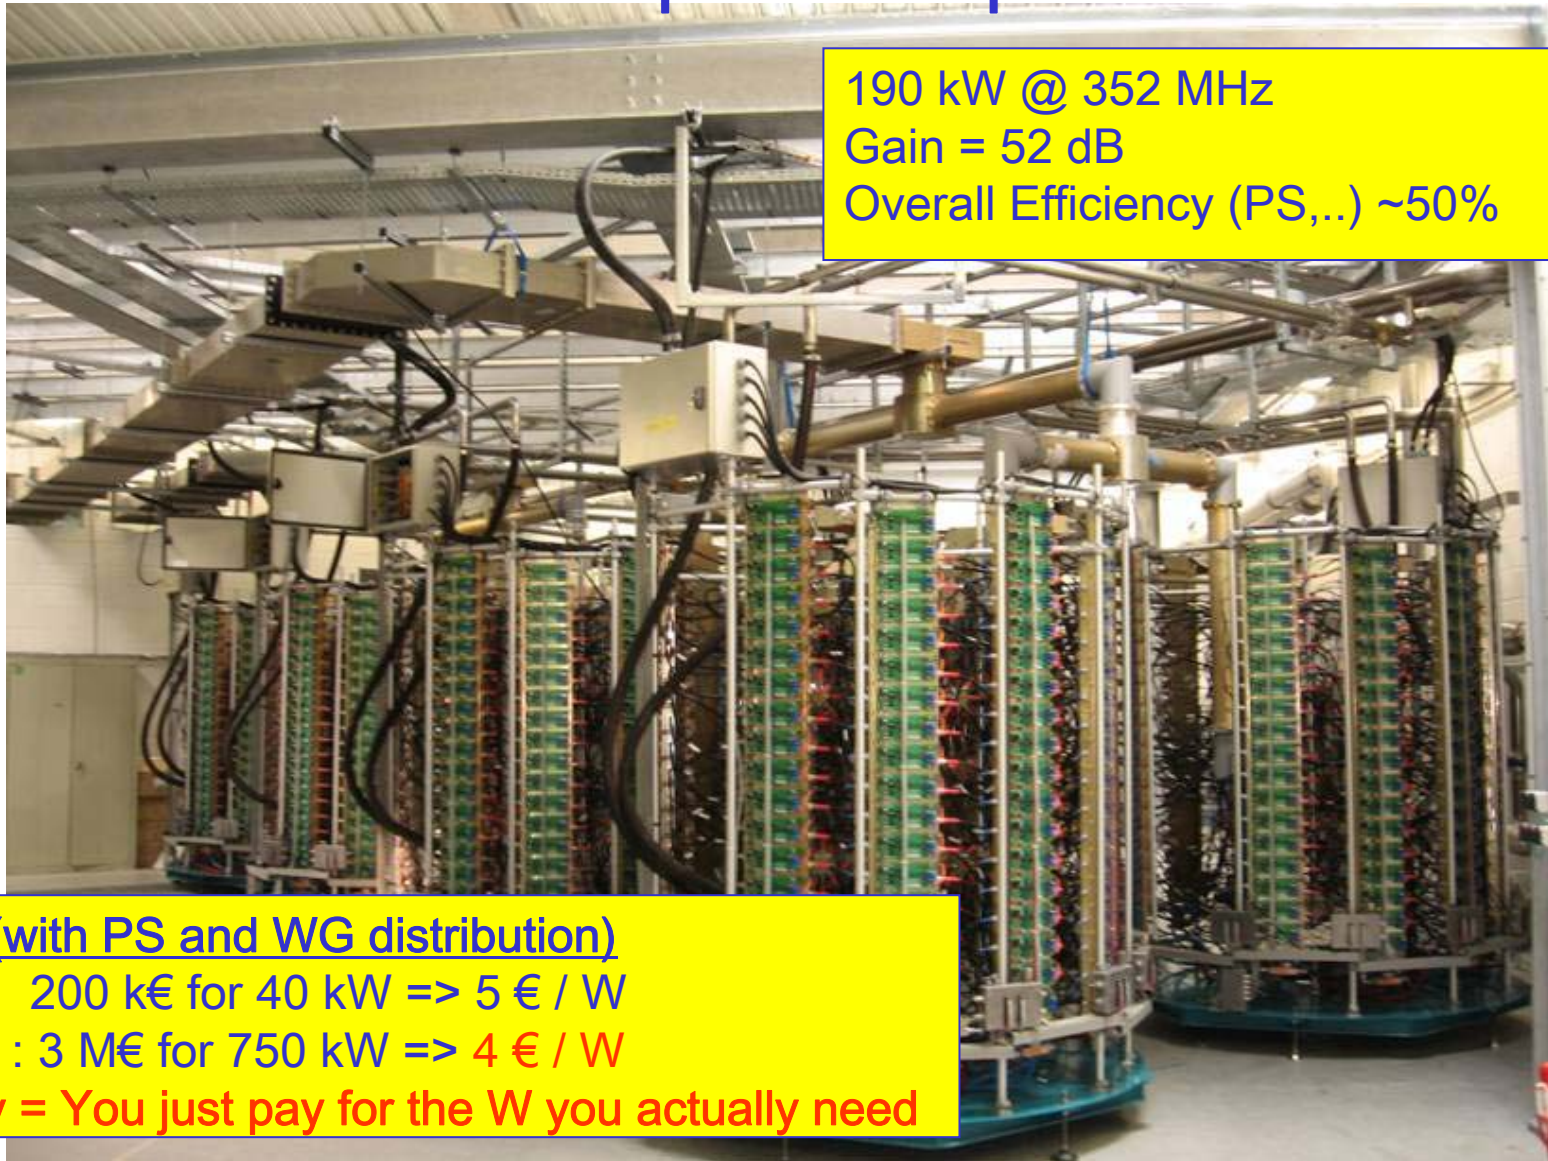 190 kW @ 352 MHz
Gain = 52 dB
Overall Efficiency (PS,..) ~50%
(with PS and WG distribution)
200 k€ for 40 kW => 5 € / W
: 3 M€ for 750 kW => 4 € / W
= You just pay for the W you actually need